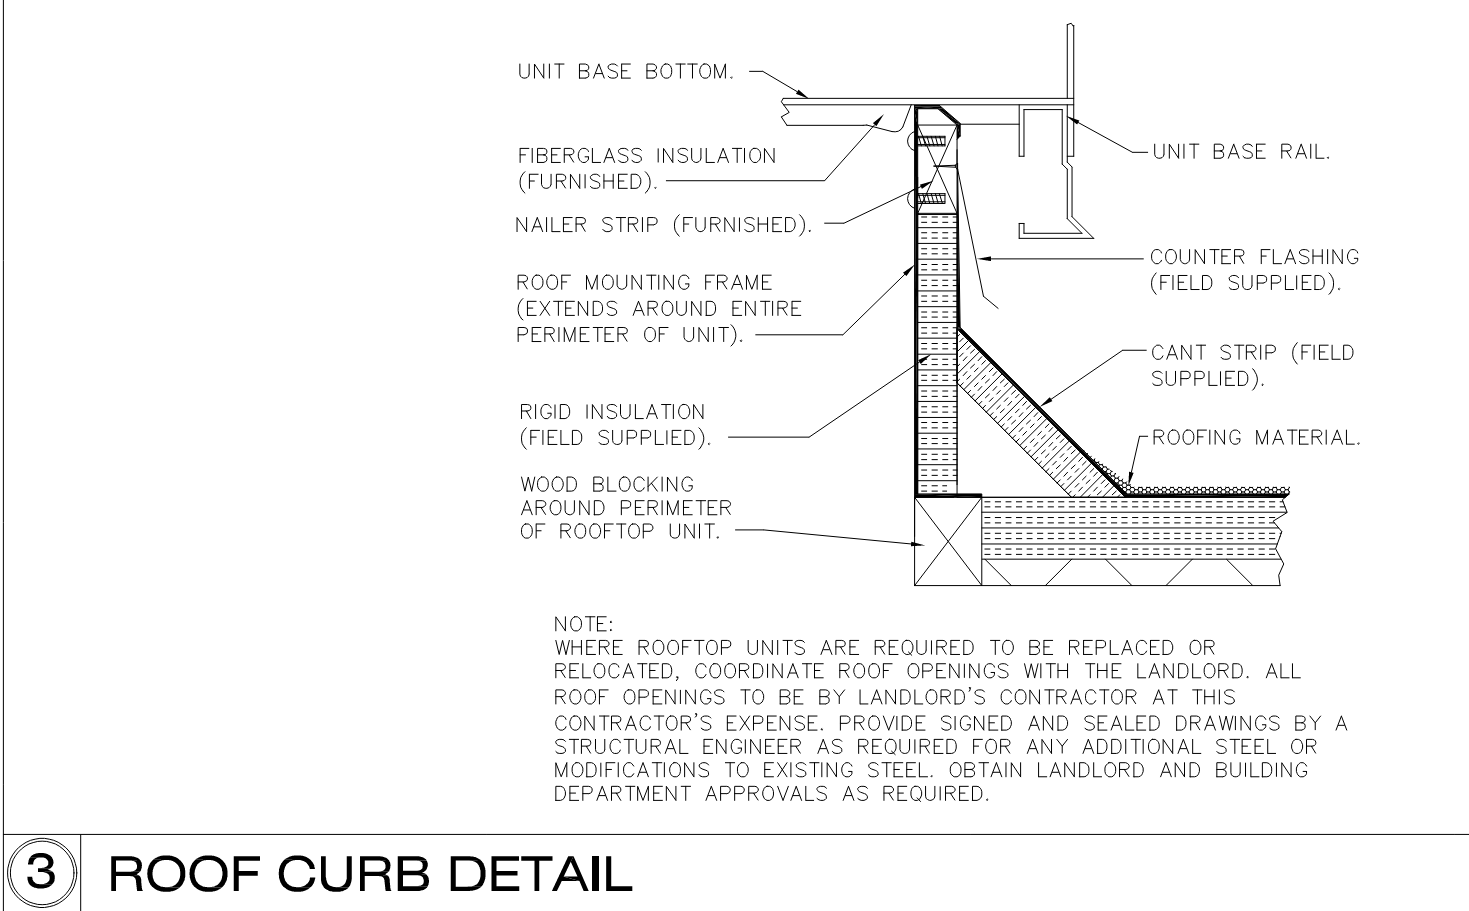 UNIT BASE BOTTOM.
FIBERGLASS INSULATION
(FURNISHED).
NAILER STRIP (FURNISHED).
ROOF MOUNTING FRAME
(EXTENDS AROUND ENTIRE
PERIMETER OF UNIT).
RIGID INSULATION
(FIELD SUPPLIED).
WOOD BLOCKING
AROUND PERIMETER
OF ROOFTOP UNIT.
UNIT BASE RAIL.
COUNTER FLASHING
(FIELD SUPPLIED).
CANT STRIP (FIELD
SUPPLIED).
ROOFING MATERIAL.
NOTE:
WHERE ROOFTOP UNITS ARE REQUIRED TO BE REPLACED OR
RELOCATED, COORDINATE ROOF OPENINGS WITH THE LANDLORD. ALL
ROOF OPENINGS TO BE BY LANDLORD'S CONTRACTOR AT THIS
CONTRACTOR'S EXPENSE. PROVIDE SIGNED AND SEALED DRAWINGS BY A
STRUCTURAL ENGINEER AS REQUIRED FOR ANY ADDITIONAL STEEL OR
MODIFICATIONS TO EXISTING STEEL. OBTAIN LANDLORD AND BUILDING
DEPARTMENT APPROVALS AS REQUIRED.
3 ROOF CURB DETAIL